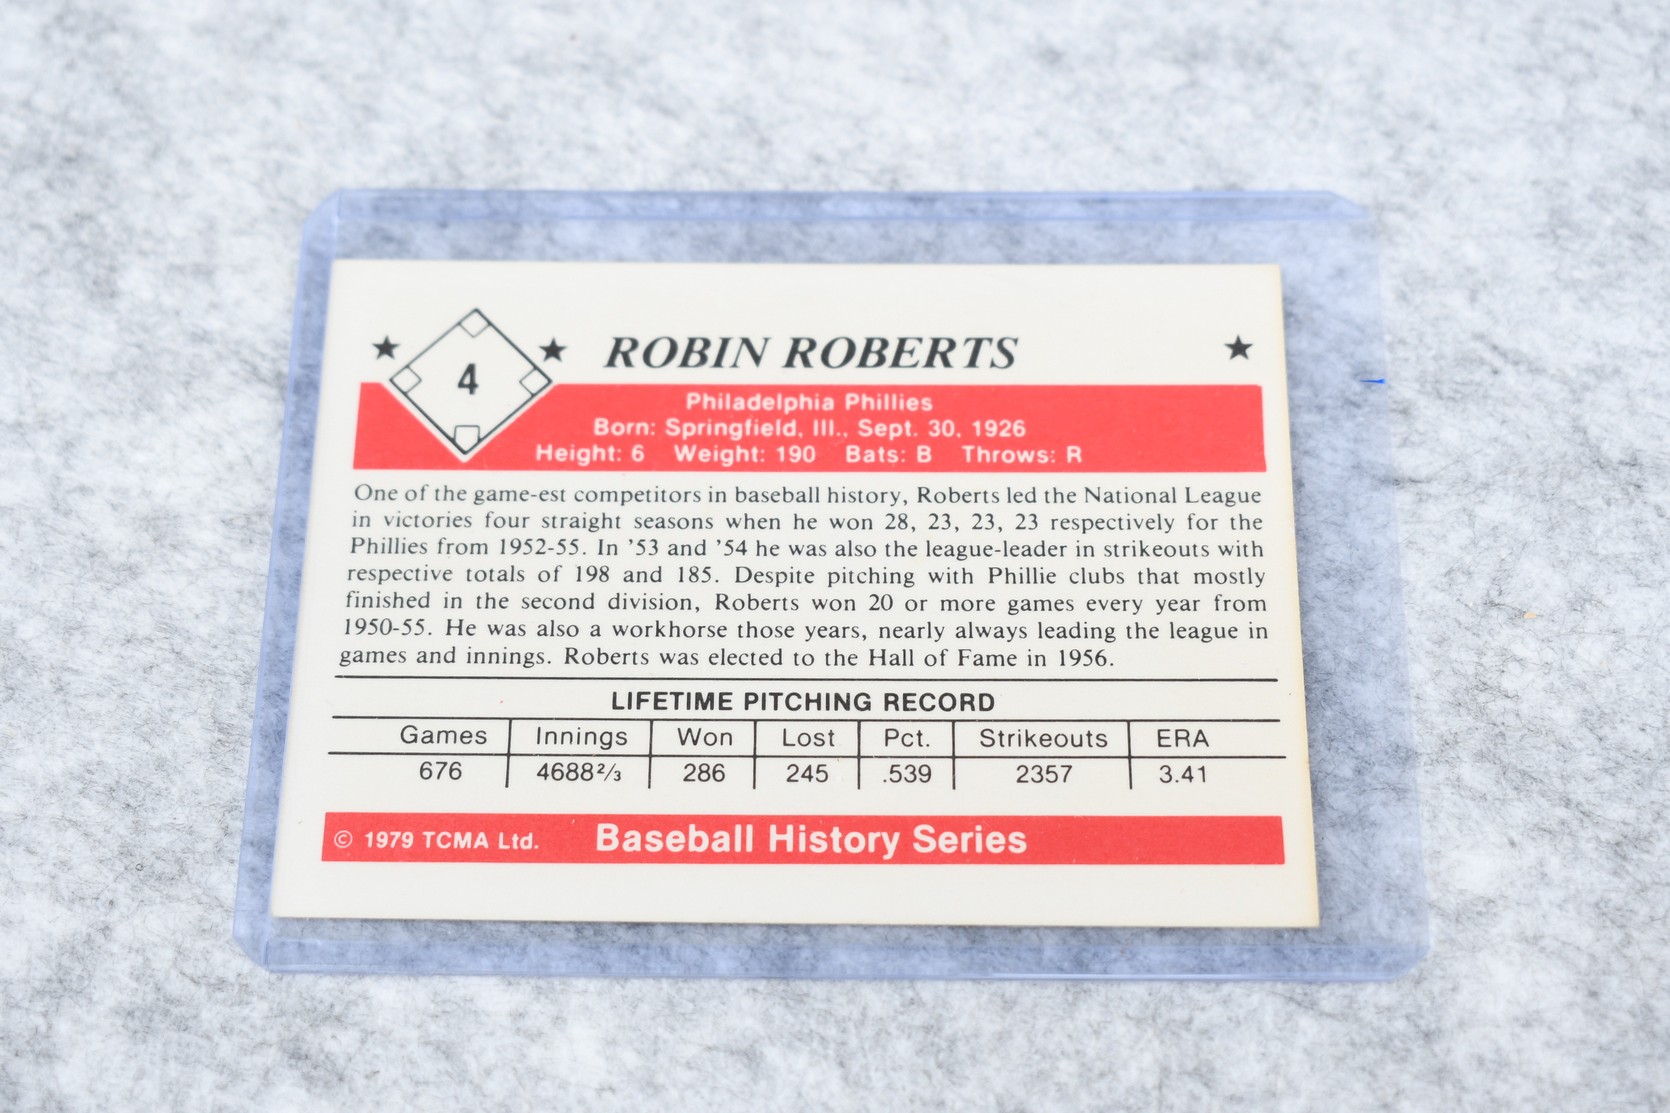 4
ROBIN ROBERTS
Philadelphia Phillies
Born: Springfield, Ill., Sept. 30, 1926
Height: 6 Weight: 190 Bats: B Throws: R
One of the game-est competitors in baseball history, Roberts led the National League
in victories four straight seasons when he won 28, 23, 23, 23 respectively for the
Phillies from 1952-55. In '53 and '54 he was also the league-leader in strikeouts with
respective totals of 198 and 185. Despite pitching with Phillie clubs that mostly
finished in the second division, Roberts won 20 or more games every year from
1950-55. He was also a workhorse those years, nearly always leading the league in
games and innings. Roberts was elected to the Hall of Fame in 1956.
LIFETIME PITCHING RECORD
Games Innings Won Lost Pct. Strikeouts ERA
676 4688⅔ 286 245 .539 2357 3.41
© 1979 TCMA Ltd. Baseball History Series